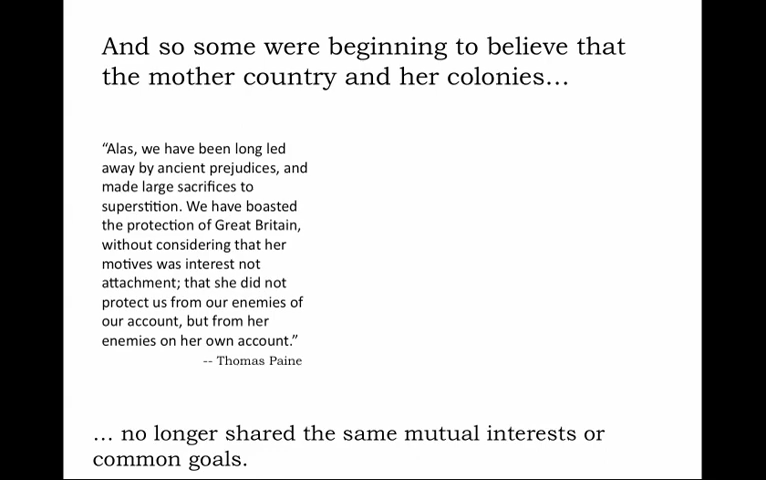 And so some were beginning to believe that
the mother country and her colonies…
“Alas, we have been long led
away by ancient prejudices, and
made large sacrifices to
superstition. We have boasted
the protection of Great Britain,
without considering that her
motives was interest not
attachment; that she did not
protect us from our enemies of
our account, but from her
enemies on her own account.”
-- Thomas Paine
… no longer shared the same mutual interests or
common goals.